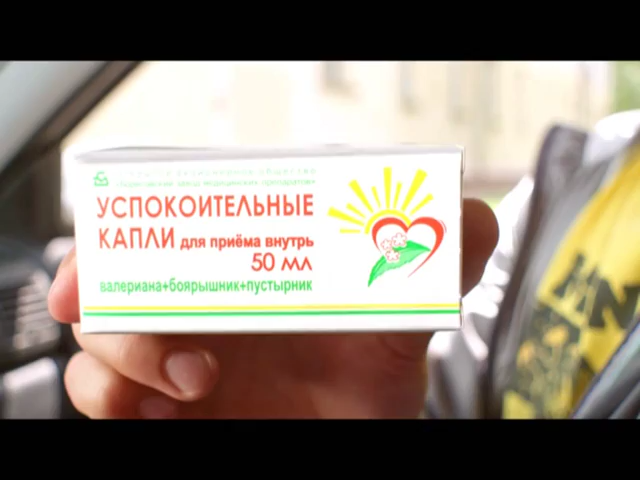 УСПОКОИТЕЛЬНЫЕ
КАПЛИ для приёма внутрь
50 мл
валериана+боярышник+пустырник